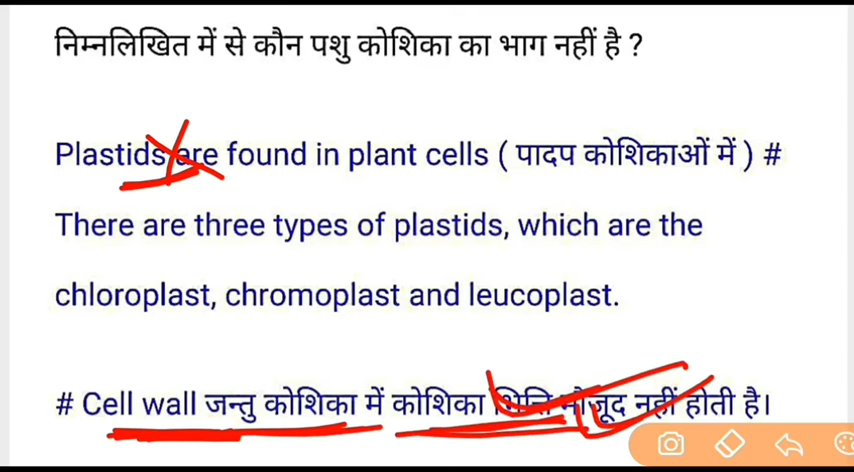 निम्नलिखित में से कौन पशु कोशिका का भाग नहीं है ?
Plastids are found in plant cells ( पादप कोशिकाओं में ) #
There are three types of plastids, which are the
chloroplast, chromoplast and leucoplast.
# Cell wall जन्तु कोशिका में कोशिका भित्ति मौजूद नहीं होती है।